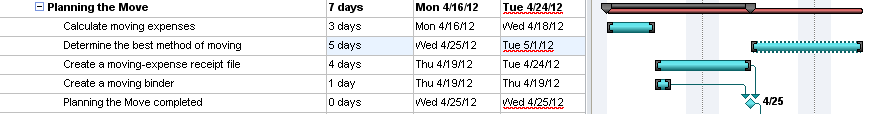 Planning the Move 7 days Mon 4/16/12 Tue 4/24/12
Calculate moving expenses 3 days Mon 4/16/12 Wed 4/18/12
Determine the best method of moving 5 days Wed 4/25/12 Tue 5/1/12
Create a moving-expense receipt file 4 days Thu 4/19/12 Tue 4/24/12
Create a moving binder 1 day Thu 4/19/12 Thu 4/19/12
Planning the Move completed 0 days Wed 4/25/12 Wed 4/25/12 4/25